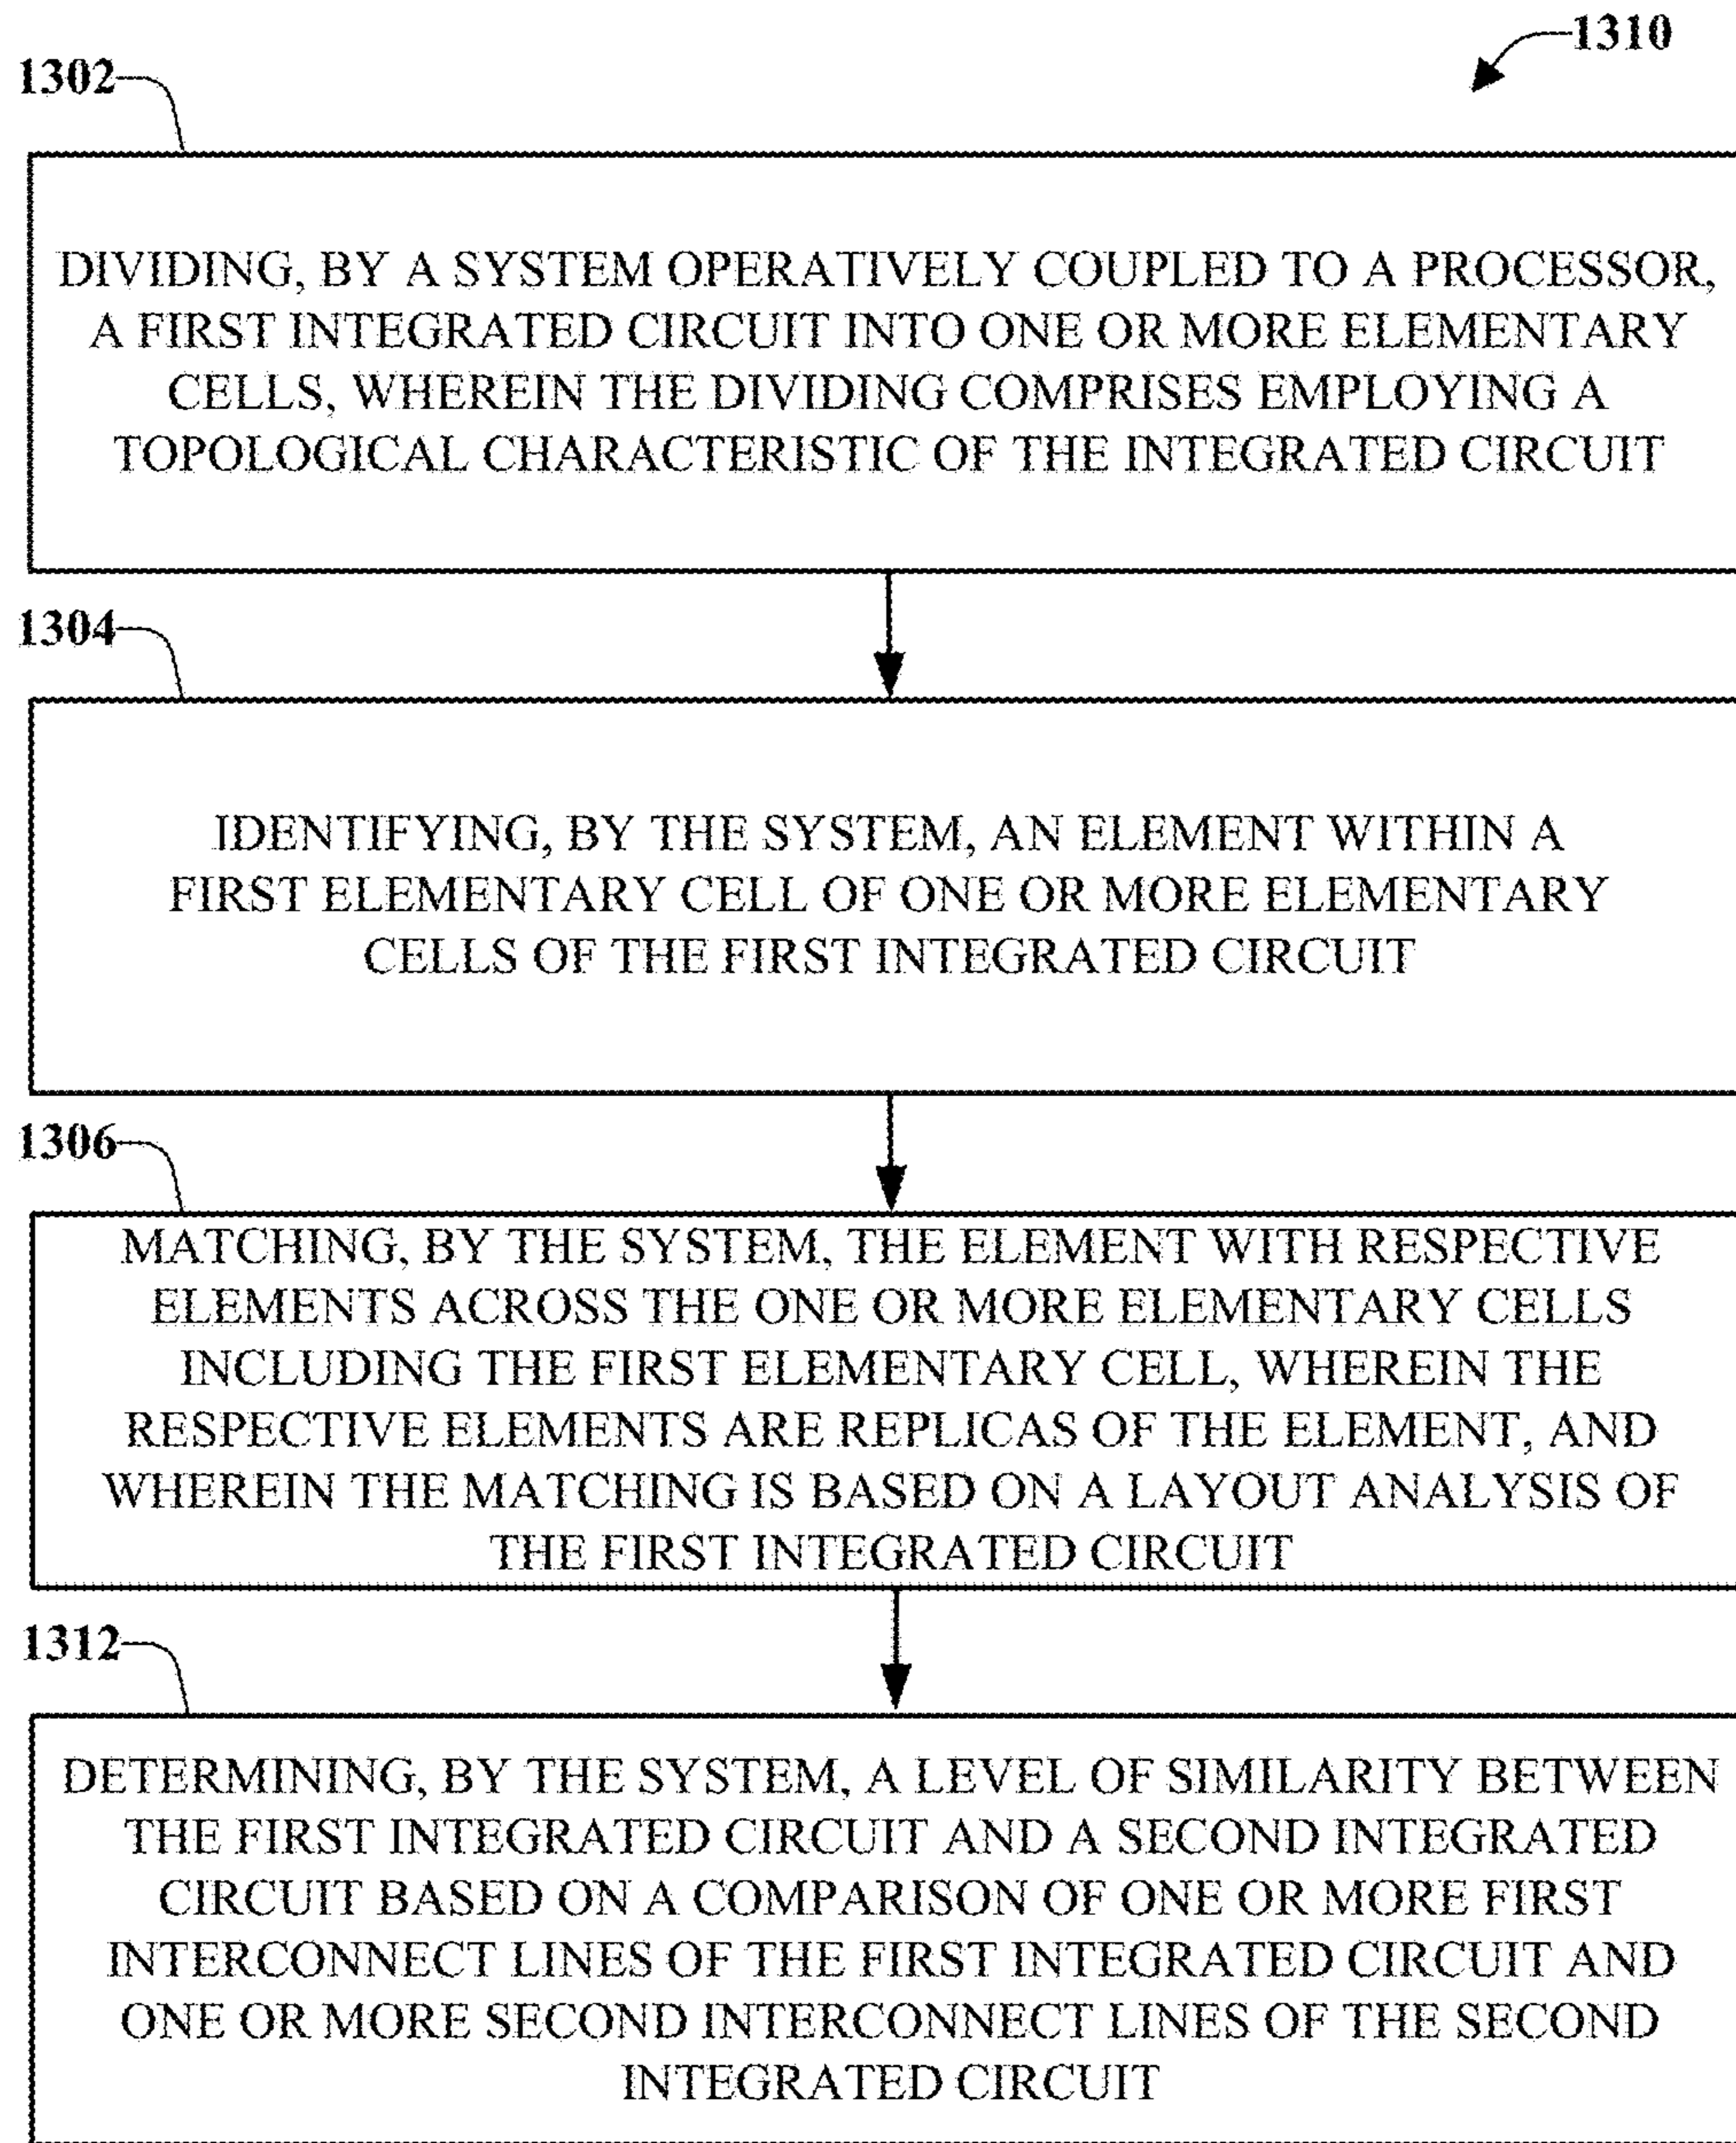 1310
1302
DIVIDING, BY A SYSTEM OPERATIVELY COUPLED TO A PROCESSOR,
A FIRST INTEGRATED CIRCUIT INTO ONE OR MORE ELEMENTARY
CELLS, WHEREIN THE DIVIDING COMPRISES EMPLOYING A
TOPOLOGICAL CHARACTERISTIC OF THE INTEGRATED CIRCUIT
1304
IDENTIFYING, BY THE SYSTEM, AN ELEMENT WITHIN A
FIRST ELEMENTARY CELL OF ONE OR MORE ELEMENTARY
CELLS OF THE FIRST INTEGRATED CIRCUIT
1306
MATCHING, BY THE SYSTEM, THE ELEMENT WITH RESPECTIVE
ELEMENTS ACROSS THE ONE OR MORE ELEMENTARY CELLS
INCLUDING THE FIRST ELEMENTARY CELL, WHEREIN THE
RESPECTIVE ELEMENTS ARE REPLICAS OF THE ELEMENT, AND
WHEREIN THE MATCHING IS BASED ON A LAYOUT ANALYSIS OF
THE FIRST INTEGRATED CIRCUIT
1312
DETERMINING, BY THE SYSTEM, A LEVEL OF SIMILARITY BETWEEN
THE FIRST INTEGRATED CIRCUIT AND A SECOND INTEGRATED
CIRCUIT BASED ON A COMPARISON OF ONE OR MORE FIRST
INTERCONNECT LINES OF THE FIRST INTEGRATED CIRCUIT AND
ONE OR MORE SECOND INTERCONNECT LINES OF THE SECOND
INTEGRATED CIRCUIT